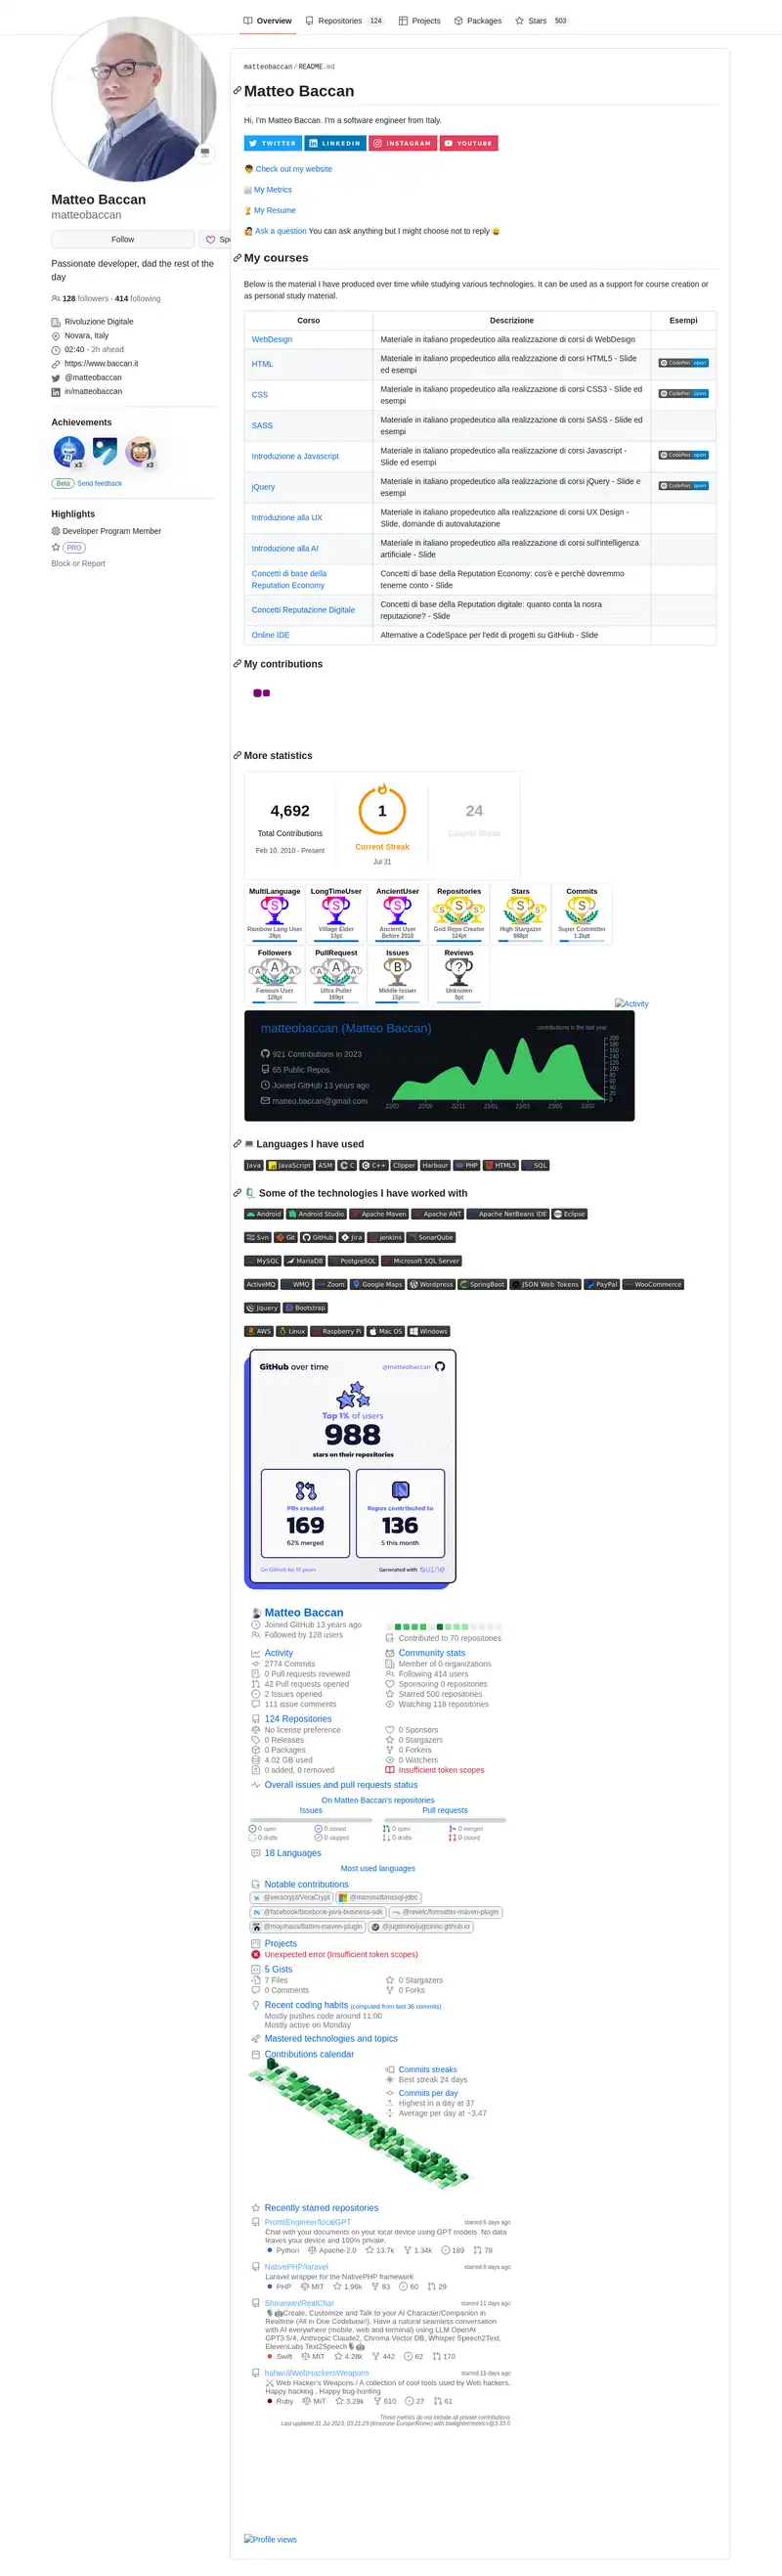 Overview Repositories 124 Projects Packages Stars 503
Matteo Baccan
matteobaccan
Follow
Passionate developer, dad the rest of the
day
128 followers · 414 following
Rivoluzione Digitale
Novara, Italy
02:40 - 2h ahead
https://www.baccan.it
@matteobaccan
in/matteobaccan
Achievements
x3 x3
Beta Send feedback
Highlights
Developer Program Member
PRO
Block or Report
matteobaccan / README.md
Matteo Baccan
Hi, I'm Matteo Baccan. I'm a software engineer from Italy.
TWITTER LINKEDIN INSTAGRAM YOUTUBE
Check out my website
My Metrics
My Resume
Ask a question You can ask anything but I might choose not to reply
My courses
Below is the material I have produced over time while studying various technologies. It can be used as a support for course creation or
as personal study material.
Corso Descrizione Esempi
WebDesign Materiale in italiano propedeutico alla realizzazione di corsi di WebDesign
HTML Materiale in italiano propedeutico alla realizzazione di corsi HTML5 - Slide
ed esempi CodePen open
CSS Materiale in italiano propedeutico alla realizzazione di corsi CSS3 - Slide ed
esempi CodePen open
SASS Materiale in italiano propedeutico alla realizzazione di corsi SASS - Slide ed
esempi
Introduzione a Javascript Materiale in italiano propedeutico alla realizzazione di corsi Javascript -
Slide ed esempi CodePen open
jQuery Materiale in italiano propedeutico alla realizzazione di corsi jQuery - Slide e
esempi CodePen open
Introduzione alla UX Materiale in italiano propedeutico alla realizzazione di corsi UX Design -
Slide, domande di autovalutazione
Introduzione alla AI Materiale in italiano propedeutico alla realizzazione di corsi sull'intelligenza
artificiale - Slide
Concetti di base della Concetti di base della Reputation Economy: cos'è e perchè dovremmo
Reputation Economy tenerne conto - Slide
Concetti Reputazione Digitale Concetti di base della Reputation digitale: quanto conta la nosra
reputazione? - Slide
Online IDE Alternative a CodeSpace per l'edit di progetti su GitHiub - Slide
My contributions
More statistics
4,692 1 24
Total Contributions Current Streak Longest Streak
Feb 10, 2010 - Present Jul 31
MultiLanguage LongTimeUser AncientUser Repositories Stars Commits
S S S S S S S S S S
Rainbow Lang User Village Elder Ancient User God Repo Creator High Stargazer Super Committer
39pt 13pt Before 2010 124pt 988pt 1.2kpt
Followers PullRequest Issues Reviews
A A A A A A B ?
Famous User Ultra Puller Middle Issuer Unknown
128pt 169pt 15pt 6pt
Activity
matteobaccan (Matteo Baccan) contributions in the last year
921 Contributions in 2023
65 Public Repos
Joined GitHub 13 years ago
matteo.baccan@gmail.com
200
180
160
140
120
100
80
60
40
20
0
22/07 22/09 22/11 23/01 23/03 23/05 23/07
Languages I have used
Java JavaScript ASM C C++ Clipper Harbour PHP HTML5 SQL
Some of the technologies I have worked with
Android Android Studio Apache Maven Apache ANT Apache NetBeans IDE Eclipse
Svn Git GitHub Jira Jenkins SonarQube
MySQL MariaDB PostgreSQL Microsoft SQL Server
ActiveMQ WMQ Zoom Google Maps Wordpress SpringBoot JSON Web Tokens PayPal WooCommerce
Jquery Bootstrap
AWS Linux Raspberry Pi Mac OS Windows
GitHub over time @matteobaccan
Top 1% of users
988
stars on their repositories
PRs created Repos contributed to
169 136
62% merged 5 this month
On GitHub for 13 years Generated with Quine
Matteo Baccan
Joined GitHub 13 years ago
Followed by 128 users Contributed to 70 repositories
Activity Community stats
2774 Commits Member of 0 organizations
0 Pull requests reviewed Following 414 users
42 Pull requests opened Sponsoring 0 repositories
2 Issues opened Starred 500 repositories
111 issue comments Watching 118 repositories
124 Repositories
No license preference 0 Sponsors
0 Releases 0 Stargazers
0 Packages 0 Forkers
4.02 GB used 0 Watchers
0 added, 0 removed Insufficient token scopes
Overall issues and pull requests status
On Matteo Baccan's repositories
Issues Pull requests
0 open 0 closed 0 open 0 merged
0 drafts 0 skipped 0 drafts 0 closed
18 Languages
Most used languages
Notable contributions
@veracrypt/VeraCrypt @microsoft/mssql-jdbc
@facebook/facebook-java-business-sdk @revelc/formatter-maven-plugin
@mojohaus/flatten-maven-plugin @jugtorino/jugtorino.github.io
Projects
Unexpected error (Insufficient token scopes)
5 Gists
7 Files 0 Stargazers
0 Comments 0 Forks
Recent coding habits (computed from last 36 commits)
Mostly pushes code around 11:00
Mostly active on Monday
Mastered technologies and topics
Contributions calendar
Commits streaks
Best streak 24 days
Commits per day
Highest in a day at 37
Average per day at ~3.47
Recently starred repositories
PromtEngineer/localGPT starred 6 days ago
Chat with your documents on your local device using GPT models. No data
leaves your device and 100% private.
Python Apache-2.0 13.7k 1.34k 189 78
NativePHP/laravel starred 8 days ago
Laravel wrapper for the NativePHP framework
PHP MIT 1.96k 83 60 29
Shaunwei/RealChar starred 11 days ago
Create, Customize and Talk to your AI Character/Companion in
Realtime (All in One Codebase!). Have a natural seamless conversation
with AI everywhere (mobile, web and terminal) using LLM OpenAI
GPT3.5/4, Anthropic Claude2, Chroma Vector DB, Whisper Speech2Text,
ElevenLabs Text2Speech
Swift MIT 4.28k 442 62 170
hahwul/WebHackersWeapons starred 15 days ago
Web Hacker's Weapons / A collection of cool tools used by Web hackers.
Happy hacking , Happy bug-hunting
Ruby MIT 3.29k 610 27 61
These metrics do not include all private contributions
Last updated 31 Jul 2023, 03:21:29 (timezone Europe/Rome) with lowlighter/metrics@3.33.0
Profile views